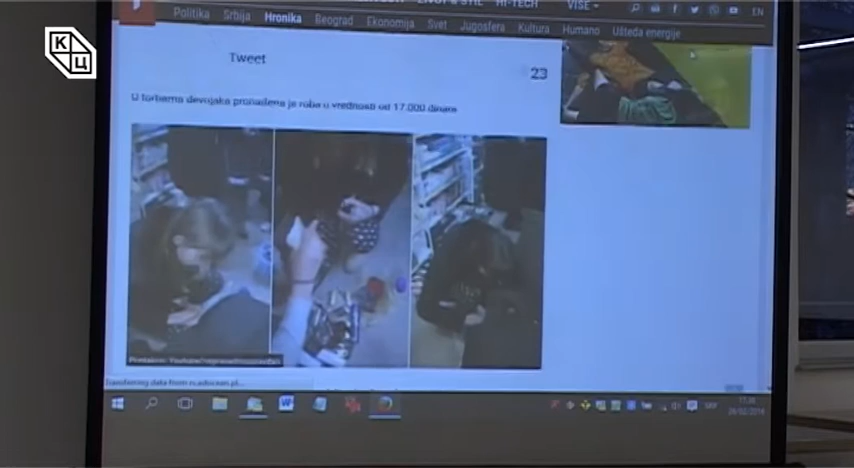 КЦ
HI-TECH VIŠE EN
Politika Srbija Hronika Beograd Ekonomija Svet Jugosfera Kultura Humano Ušteda energije
Tweet
23
U torbama devojaka pronađena je roba u vrednosti od 17.000 dinara
Transferring data from